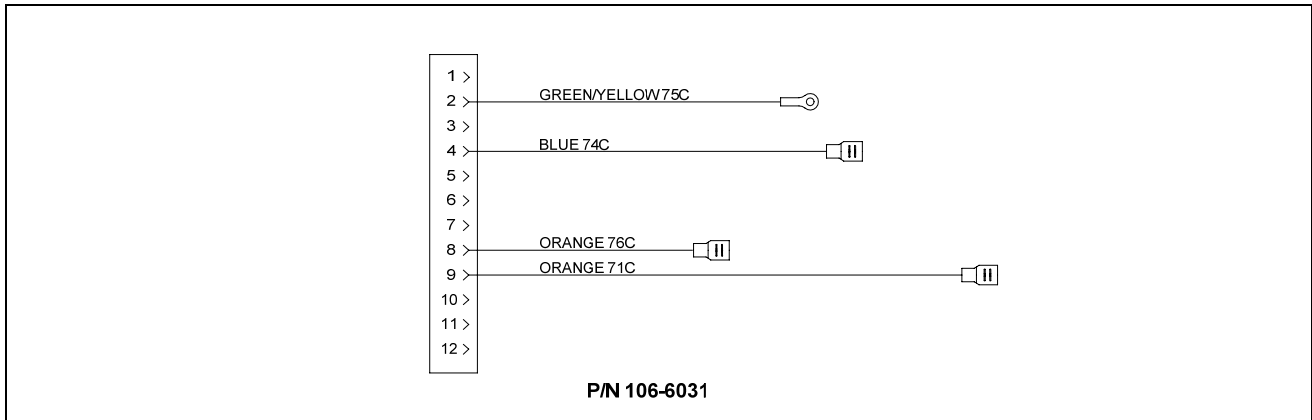 1
2 GREEN/YELLOW 75C
3
4 BLUE 74C
5
6
7
8 ORANGE 76C
9 ORANGE 71C
10
11
12
P/N 106-6031